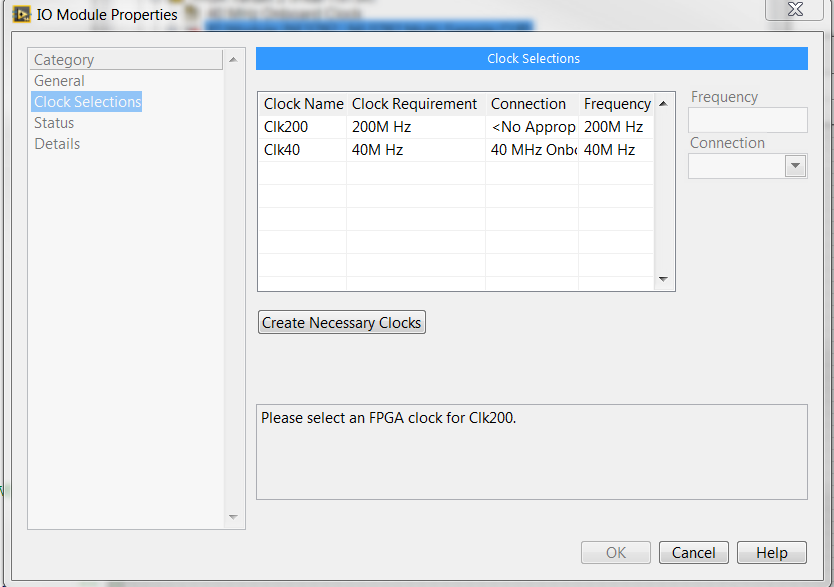 IO Module Properties
Category
General
Clock Selections
Status
Details
Clock Selections
Clock Name Clock Requirement Connection Frequency
Clk200 200M Hz <No Approp 200M Hz
Clk40 40M Hz 40 MHz Onbo 40M Hz
Frequency
Connection
Create Necessary Clocks
Please select an FPGA clock for Clk200.
OK Cancel Help